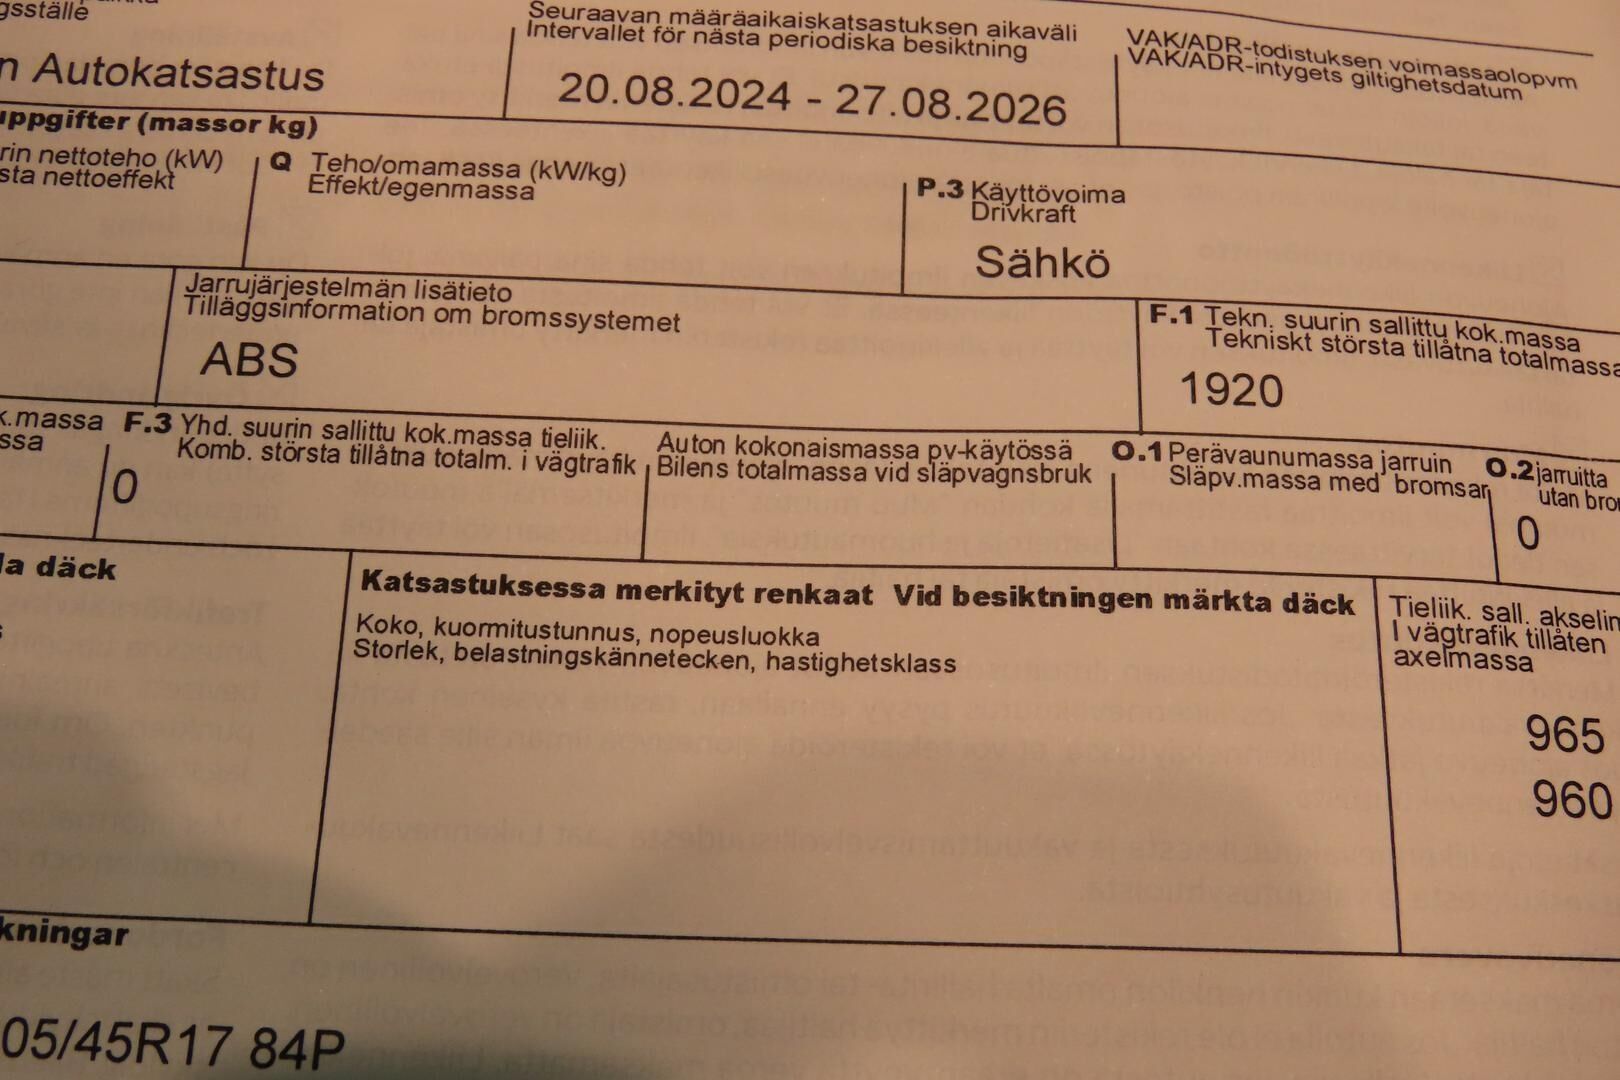 gsställe
Seuraavan määräaikaiskatsastuksen aikaväli
Intervallet för nästa periodiska besiktning
VAK/ADR-todistuksen voimassaolopvm
VAK/ADR-intygets giltighetsdatum
n Autokatsastus
20.08.2024 - 27.08.2026
uppgifter (massor kg)
rin nettoteho (kW)
sta nettoeffekt
Q Teho/omamassa (kW/kg)
Effekt/egenmassa
P.3 Käyttövoima
Drivkraft
Sähkö
Jarrujärjestelmän lisätieto
Tilläggsinformation om bromssystemet
ABS
F.1 Tekn. suurin sallittu kok.massa
Tekniskt största tillåtna totalmassa
1920
k.massa
ssa
F.3 Yhd. suurin sallittu kok.massa tieliik.
Komb. största tillåtna totalm. i vägtrafik
0
Auton kokonaismassa pv-käytössä
Bilens totalmassa vid släpvagnsbruk
O.1 Perävaunumassa jarruin
Släpv.massa med bromsar
O.2 jarruitta
utan bro
0
la däck
Katsastuksessa merkityt renkaat Vid besiktningen märkta däck
Koko, kuormitustunnus, nopeusluokka
Storlek, belastningskännetecken, hastighetsklass
Tieliik. sall. akselin
I vägtrafik tillåten
axelmassa
965
960
kningar
05/45R17 84P